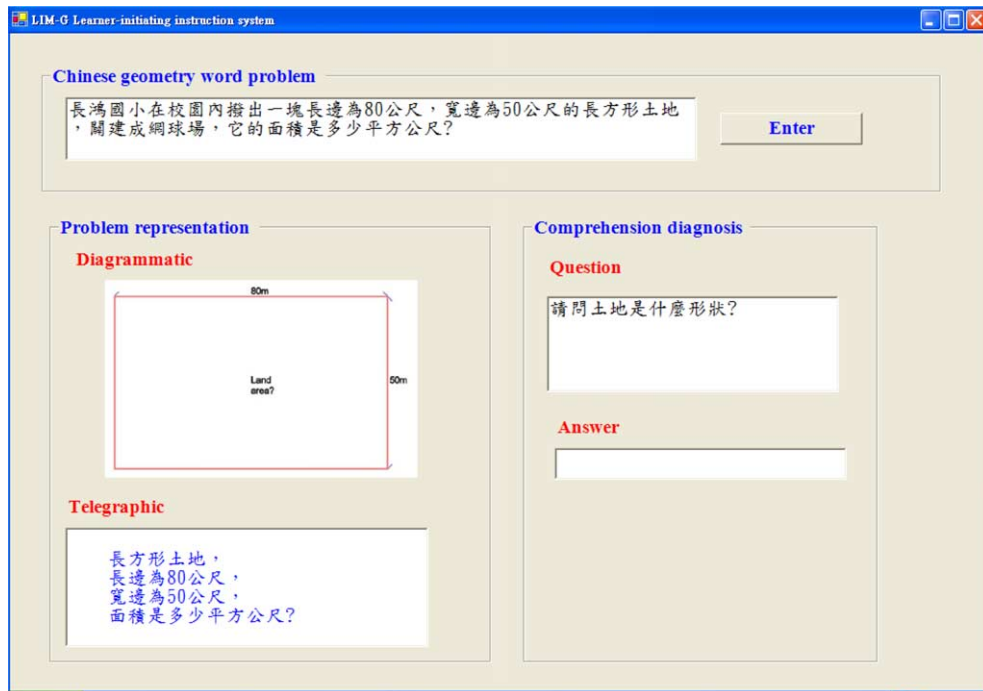 LIM-G Learner-initiating instruction system
Chinese geometry word problem
長鴻國小在校園內撥出一塊長邊為80公尺，寬邊為50公尺的長方形土地
，闢建成網球場，它的面積是多少平方公尺?
Enter
Problem representation
Diagrammatic
80m
Land
area?
50m
Telegraphic
長方形土地，
長邊為80公尺，
寬邊為50公尺，
面積是多少平方公尺?
Comprehension diagnosis
Question
請問土地是什麼形狀?
Answer